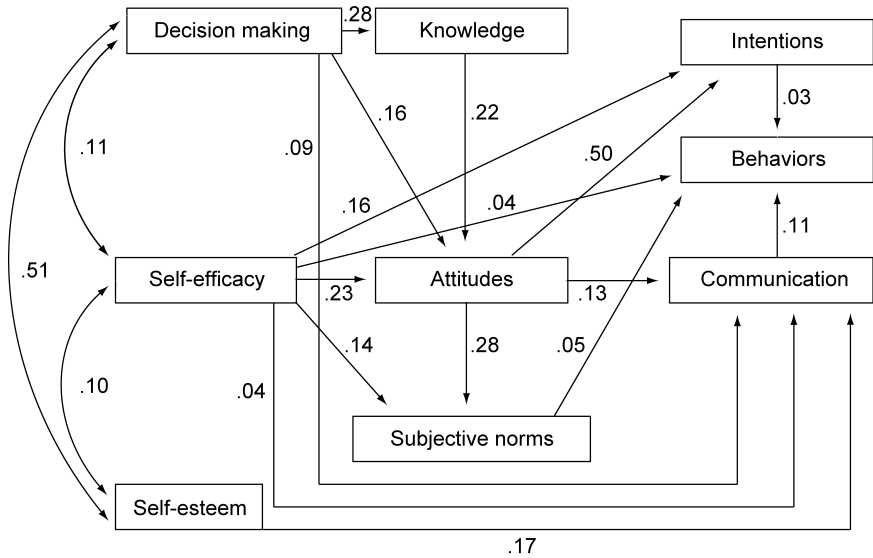 Decision making
.28
Knowledge
Intentions
.03
.16
.22
.11
.09
.50
Behaviors
.16
.04
.11
.51
Self-efficacy
.23
Attitudes
.13
Communication
.14
.28
.05
.10
.04
Subjective norms
Self-esteem
.17